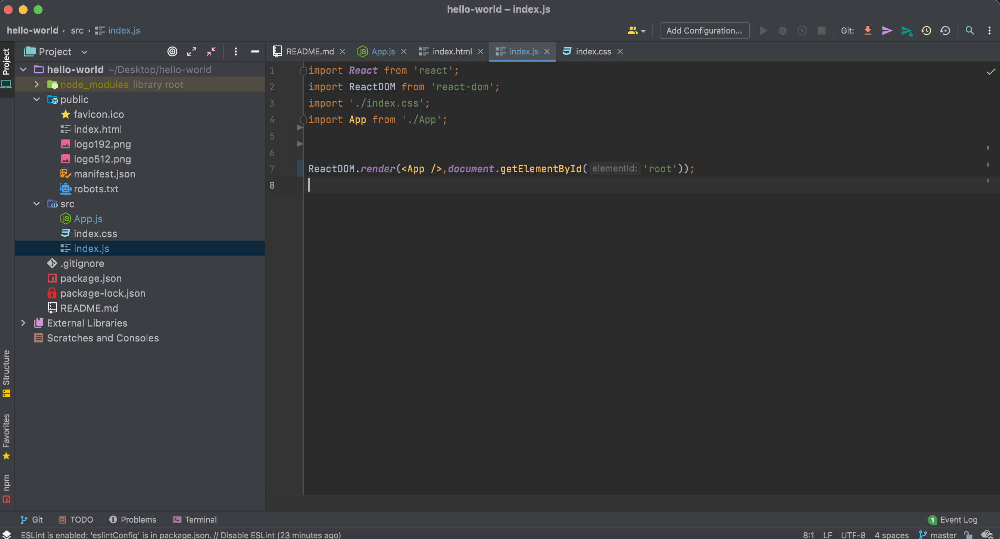 hello-world – index.js
hello-world › src › index.js
Add Configuration...
Git:
Project
Project
README.md
App.js
index.html
index.js
index.css
hello-world ~/Desktop/hello-world
node_modules library root
public
favicon.ico
index.html
logo192.png
logo512.png
manifest.json
robots.txt
src
App.js
index.css
index.js
.gitignore
package.json
package-lock.json
README.md
External Libraries
Scratches and Consoles
1 import React from 'react';
2 import ReactDOM from 'react-dom';
3 import './index.css';
4 import App from './App';
5
6
7 ReactDOM.render(<App />,document.getElementById( elementId: 'root'));
8
Structure
Favorites
npm
Git
TODO
Problems
Terminal
1 Event Log
ESLint is enabled: 'eslintConfig' is in package.json. // Disable ESLint (23 minutes ago)
8:1 LF UTF-8 4 spaces master